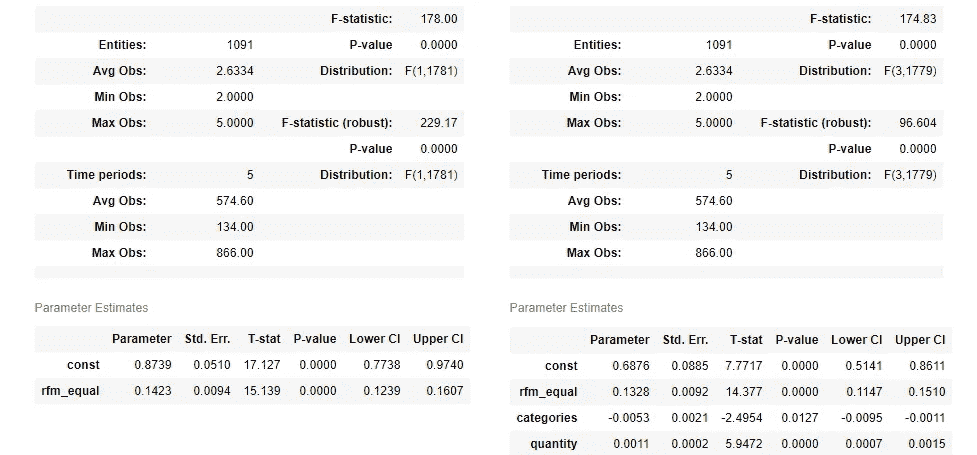 F-statistic: 178.00
Entities: 1091 P-value 0.0000
Avg Obs: 2.6334 Distribution: F(1,1781)
Min Obs: 2.0000
Max Obs: 5.0000 F-statistic (robust): 229.17
P-value 0.0000
Time periods: 5 Distribution: F(1,1781)
Avg Obs: 574.60
Min Obs: 134.00
Max Obs: 866.00
Parameter Estimates
Parameter Std. Err. T-stat P-value Lower CI Upper CI
const 0.8739 0.0510 17.127 0.0000 0.7738 0.9740
rfm_equal 0.1423 0.0094 15.139 0.0000 0.1239 0.1607
F-statistic: 174.83
Entities: 1091 P-value 0.0000
Avg Obs: 2.6334 Distribution: F(3,1779)
Min Obs: 2.0000
Max Obs: 5.0000 F-statistic (robust): 96.604
P-value 0.0000
Time periods: 5 Distribution: F(3,1779)
Avg Obs: 574.60
Min Obs: 134.00
Max Obs: 866.00
Parameter Estimates
Parameter Std. Err. T-stat P-value Lower CI Upper CI
const 0.6876 0.0885 7.7717 0.0000 0.5141 0.8611
rfm_equal 0.1328 0.0092 14.377 0.0000 0.1147 0.1510
categories -0.0053 0.0021 -2.4954 0.0127 -0.0095 -0.0011
quantity 0.0011 0.0002 5.9472 0.0000 0.0007 0.0015